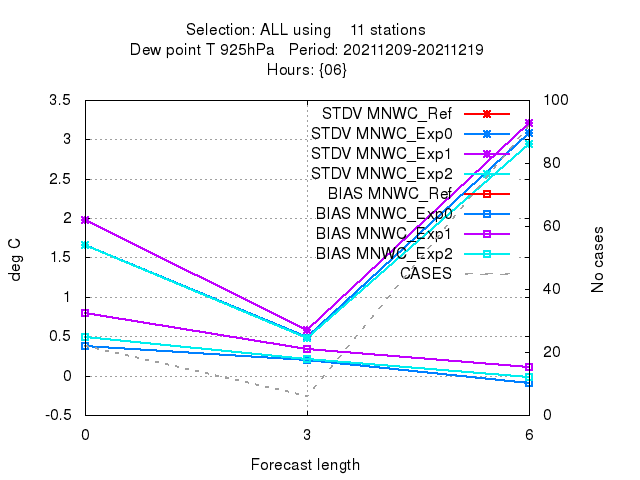 Selection: ALL using    11 stations
Dew point T 925hPa   Period: 20211209-20211219
Hours: {06}
3.5
3
2.5
2
1.5
1
0.5
0
-0.5
deg C
STDV MNWC_Ref
STDV MNWC_Exp0
STDV MNWC_Exp1
STDV MNWC_Exp2
BIAS MNWC_Ref
BIAS MNWC_Exp0
BIAS MNWC_Exp1
BIAS MNWC_Exp2
CASES
100
80
60
40
20
0
No cases
0 3 6
Forecast length